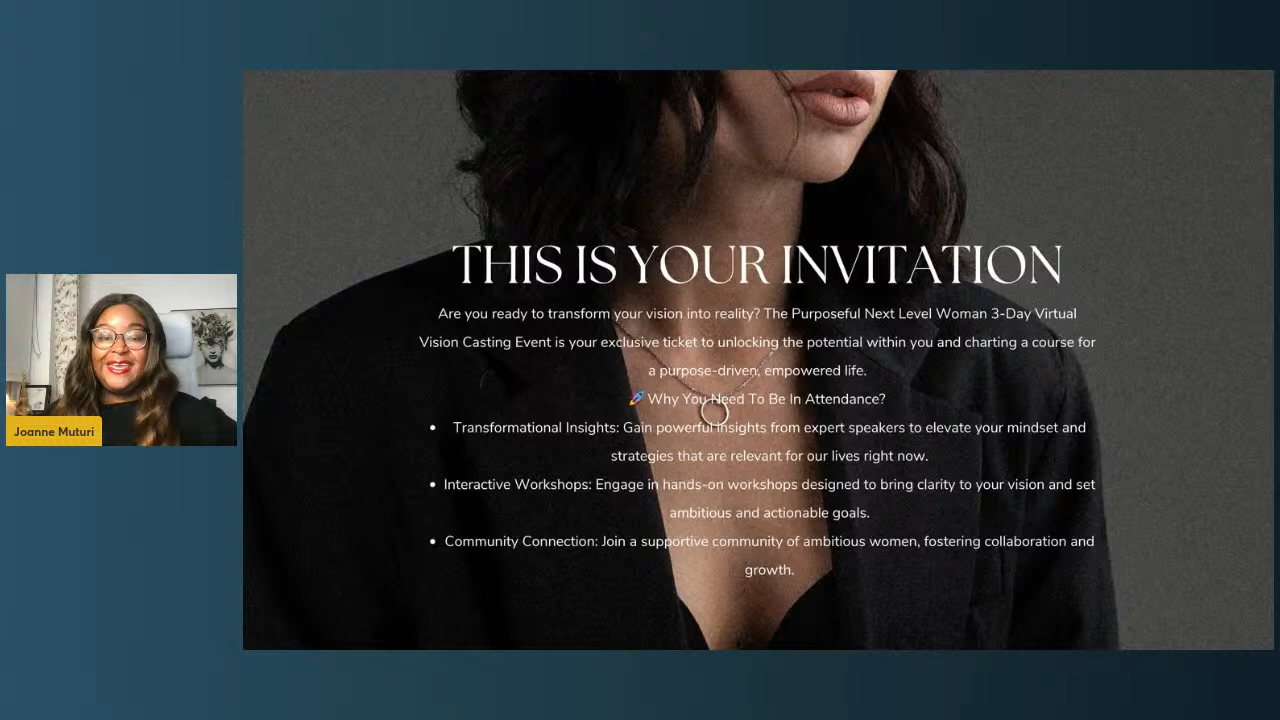 THIS IS YOUR INVITATION
Are you ready to transform your vision into reality? The Purposeful Next Level Woman 3-Day Virtual
Vision Casting Event is your exclusive ticket to unlocking the potential within you and charting a course for
a purpose-driven, empowered life.
🚀 Why You Need To Be In Attendance?
• Transformational Insights: Gain powerful insights from expert speakers to elevate your mindset and
strategies that are relevant for our lives right now.
• Interactive Workshops: Engage in hands-on workshops designed to bring clarity to your vision and set
ambitious and actionable goals.
• Community Connection: Join a supportive community of ambitious women, fostering collaboration and
growth.
Joanne Muturi